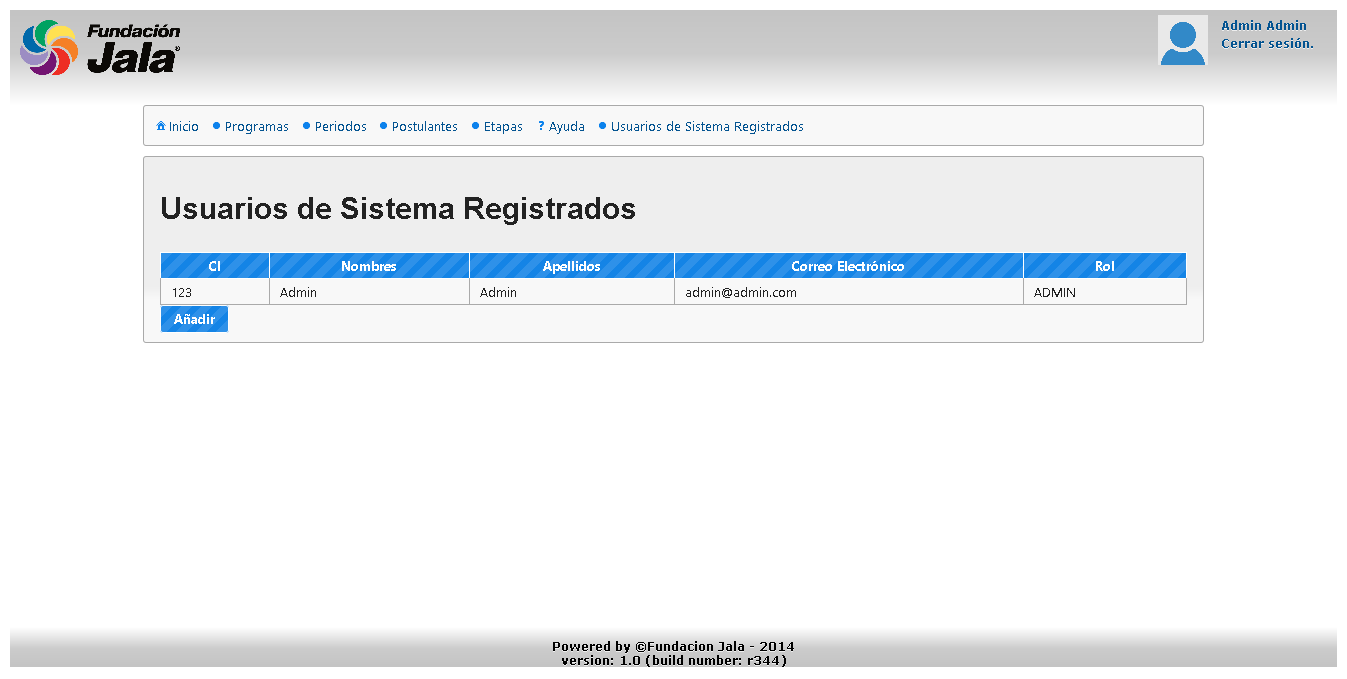 Fundación
Jala®
Admin Admin
Cerrar sesión.
Inicio Programas Periodos Postulantes Etapas ? Ayuda Usuarios de Sistema Registrados
Usuarios de Sistema Registrados
CI Nombres Apellidos Correo Electrónico Rol
123 Admin Admin admin@admin.com ADMIN
Añadir
Powered by ©Fundacion Jala - 2014
version: 1.0 (build number: r344)